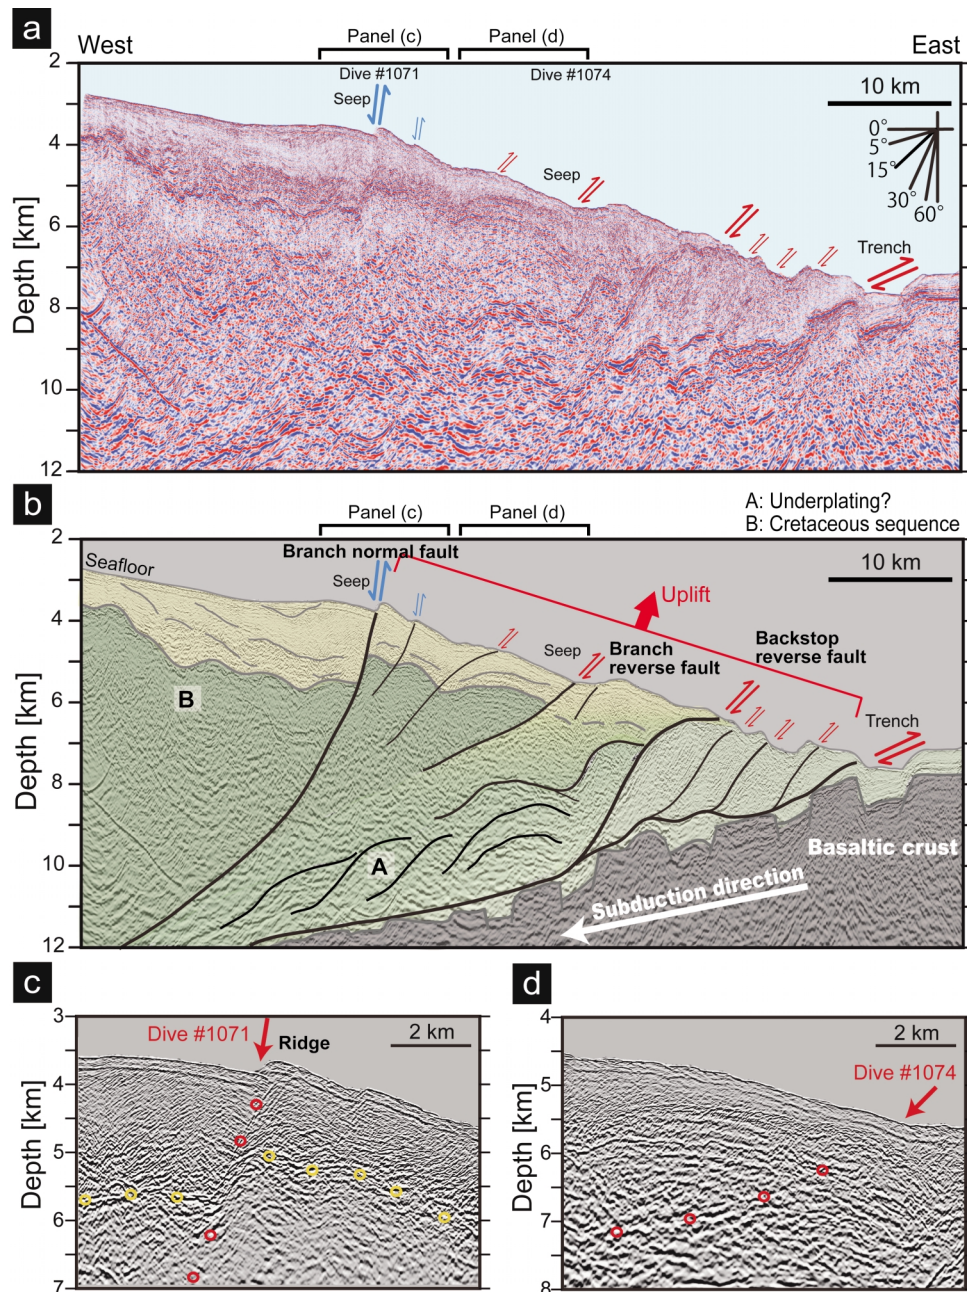 a
West
Panel (c)
Panel (d)
East
Dive #1071
Dive #1074
Seep
10 km
0°
5°
15°
30°
60°
Seep
Trench
Depth [km]
2
4
6
8
10
12
b
Panel (c)
Panel (d)
A: Underplating?
B: Cretaceous sequence
Branch normal fault
Seafloor
Seep
10 km
Uplift
Seep
Branch
reverse fault
Backstop
reverse fault
Trench
B
A
Basaltic crust
Subduction direction
Depth [km]
2
4
6
8
10
12
c
Dive #1071
Ridge
2 km
Depth [km]
3
4
5
6
7
d
2 km
Dive #1074
Depth [km]
4
5
6
7
8